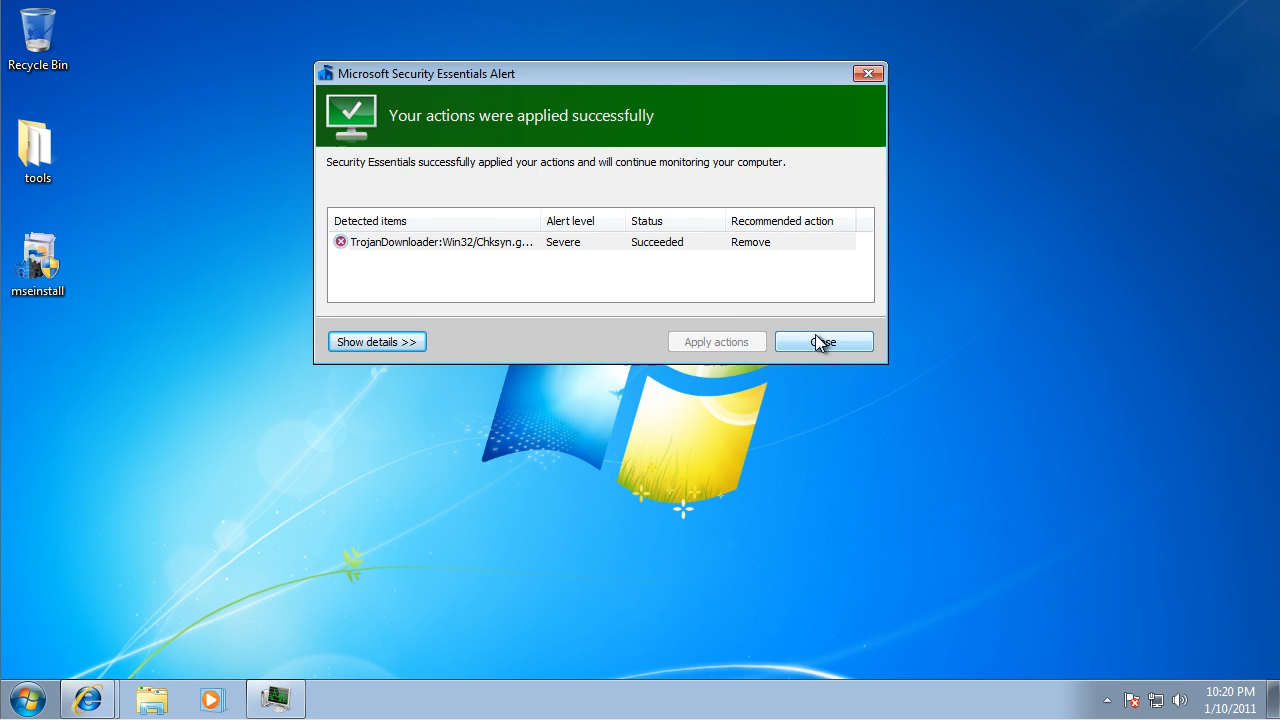 Recycle Bin
tools
mseinstall
Microsoft Security Essentials Alert
Your actions were applied successfully
Security Essentials successfully applied your actions and will continue monitoring your computer.
Detected items Alert level Status Recommended action
TrojanDownloader:Win32/Chksyn.g... Severe Succeeded Remove
Show details >> Apply actions
10:20 PM
1/10/2011